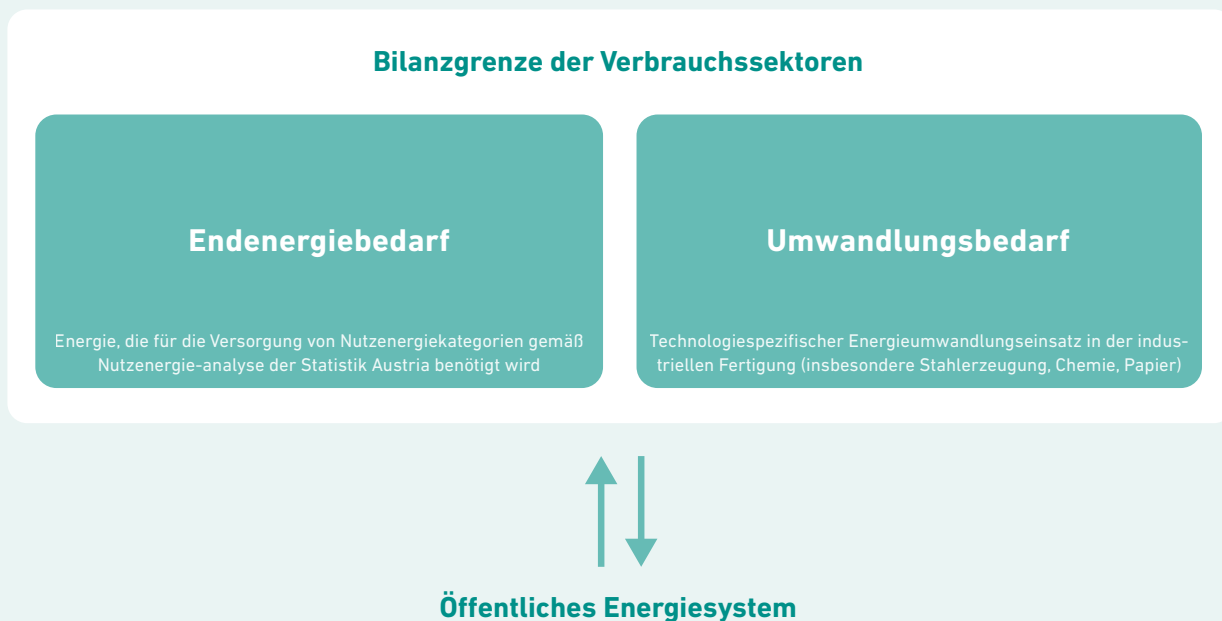 Bilanzgrenze der Verbrauchssektoren
Endenergiebedarf
Energie, die für die Versorgung von Nutzenergiekategorien gemäß
Nutzenergie-analyse der Statistik Austria benötigt wird
Umwandlungsbedarf
Technologiespezifischer Energieumwandlungseinsatz in der indus-
triellen Fertigung (insbesondere Stahlerzeugung, Chemie, Papier)
Öffentliches Energiesystem